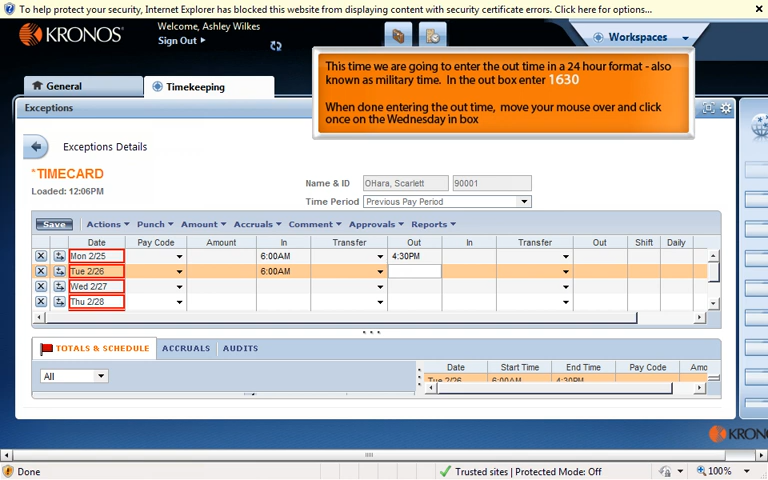 To help protect your security, Internet Explorer has blocked this website from displaying content with security certificate errors. Click here for options...
KRONOS®
Welcome, Ashley Wilkes
Sign Out
Workspaces
General
Timekeeping
This time we are going to enter the out time in a 24 hour format - also
known as military time. In the out box enter 1630
When done entering the out time, move your mouse over and click
once on the Wednesday in box
Exceptions
Exceptions Details
*TIMECARD
Loaded: 12:06PM
Name & ID OHara, Scarlett 90001
Time Period Previous Pay Period
Save Actions Punch Amount Accruals Comment Approvals Reports
Date Pay Code Amount In Transfer Out In Transfer Out Shift Daily
Mon 2/25 6:00AM 4:30PM
Tue 2/26 6:00AM
Wed 2/27
Thu 2/28
TOTALS & SCHEDULE ACCRUALS AUDITS
All
Date Start Time End Time Pay Code Amo
Tue 2/26 6:00AM 4:30PM
KRON
Done
Trusted sites | Protected Mode: Off
100%